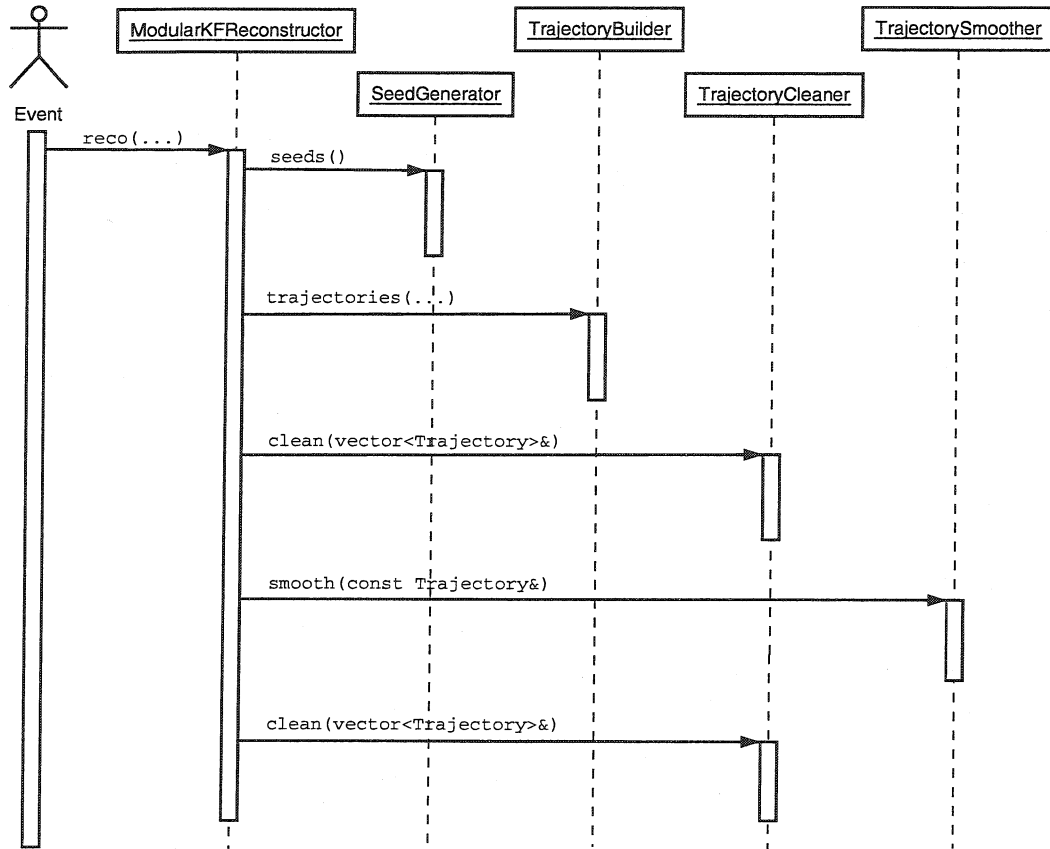 ModularKFReconstructor
TrajectoryBuilder
TrajectorySmoother
SeedGenerator
TrajectoryCleaner
Event
reco(...)
seeds()
trajectories(...)
clean(vector<Trajectory>&)
smooth(const Trajectory&)
clean(vector<Trajectory>&)